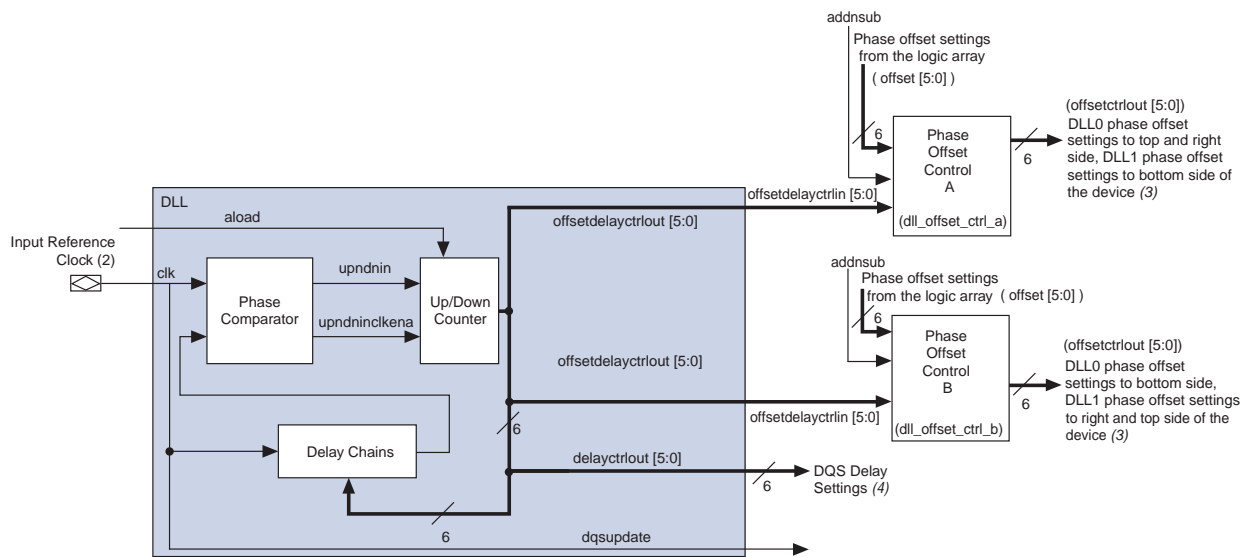 addnsub
Phase offset settings
from the logic array
( offset [5:0] )
6
Phase
Offset
Control
A
(dll_offset_ctrl_a)
6
(offsetctrlout [5:0])
DLL0 phase offset
settings to top and right
side, DLL1 phase offset
settings to bottom side of
the device (3)
DLL
aload
offsetdelayctrlout [5:0]
offsetdelayctrlin [5:0]
Input Reference
Clock (2)
clk
Phase
Comparator
upndnin
upndninclkena
Up/Down
Counter
addnsub
Phase offset settings
from the logic array ( offset [5:0] )
6
Phase
Offset
Control
B
(dll_offset_ctrl_b)
6
(offsetctrlout [5:0])
DLL0 phase offset
settings to bottom side,
DLL1 phase offset settings
to right and top side of the
device (3)
offsetdelayctrlout [5:0]
offsetdelayctrlin [5:0]
6
Delay Chains
delayctrlout [5:0]
6
DQS Delay
Settings (4)
6
dqsupdate